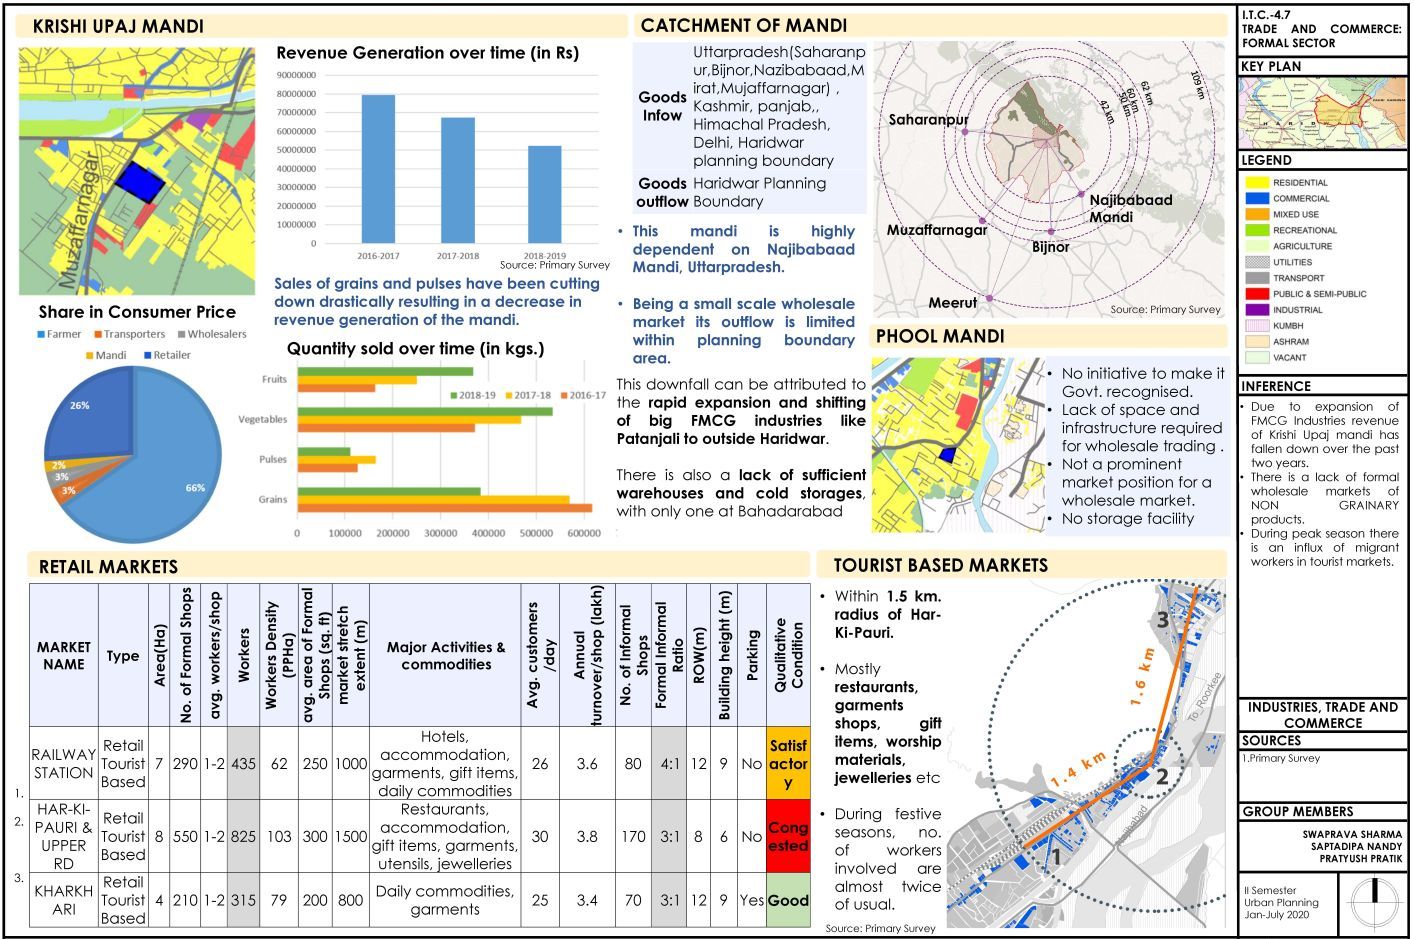 KRISHI UPAJ MANDI
Muzaffarnagar
Revenue Generation over time (in Rs)
90000000
80000000
70000000
60000000
50000000
40000000
30000000
20000000
10000000
0
2016-2017
2017-2018
2018-2019
Source: Primary Survey
Sales of grains and pulses have been cutting
down drastically resulting in a decrease in
revenue generation of the mandi.
Share in Consumer Price
Farmer
Transporters
Wholesalers
Mandi
Retailer
26%
2%
3%
3%
66%
Quantity sold over time (in kgs.)
Fruits
Vegetables
Pulses
Grains
2018-19
2017-18
2016-17
0
100000
200000
300000
400000
500000
600000
CATCHMENT OF MANDI
Goods
Infow
Uttarpradesh(Saharanp
ur,Bijnor,Nazibabaad,M
irat,Mujaffarnagar) ,
Kashmir, panjab,,
Himachal Pradesh,
Delhi, Haridwar
planning boundary
Goods
outflow
Haridwar Planning
Boundary
• This mandi is highly
dependent on Najibabaad
Mandi, Uttarpradesh.
• Being a small scale wholesale
market its outflow is limited
within planning boundary
area.
This downfall can be attributed to
the rapid expansion and shifting
of big FMCG industries like
Patanjali to outside Haridwar.
There is also a lack of sufficient
warehouses and cold storages,
with only one at Bahadarabad
Saharanpur
Muzaffarnagar
Meerut
Bijnor
Najibabaad
Mandi
42 km
50 km
60 km
62 km
109 km
Source: Primary Survey
PHOOL MANDI
• No initiative to make it
Govt. recognised.
• Lack of space and
infrastructure required
for wholesale trading .
• Not a prominent
market position for a
wholesale market.
• No storage facility
RETAIL MARKETS
MARKET
NAME
Type
Area(Ha)
No. of Formal Shops
avg. workers/shop
Workers
Workers Density
(PPHa)
avg. area of Formal
Shops (sq. ft)
market stretch
extent (m)
Major Activities &
commodities
Avg. customers
/day
Annual
turnover/shop (lakh)
No. of Informal
Shops
Formal Informal
Ratio
ROW(m)
Building height (m)
Parking
Qualitative
Condition
1.
RAILWAY
STATION
Retail
Tourist
Based
7 290 1-2 435 62 250 1000
Hotels,
accommodation,
garments, gift items,
daily commodities
26 3.6 80 4:1 12 9 No
Satisf
actor
y
2.
HAR-KI-
PAURI &
UPPER
RD
Retail
Tourist
Based
8 550 1-2 825 103 300 1500
Restaurants,
accommodation,
gift items, garments,
utensils, jewelleries
30 3.8 170 3:1 8 6 No
Cong
ested
3.
KHARKH
ARI
Retail
Tourist
Based
4 210 1-2 315 79 200 800
Daily commodities,
garments
25 3.4 70 3:1 12 9 Yes Good
TOURIST BASED MARKETS
• Within 1.5 km.
radius of Har-
Ki-Pauri.
• Mostly
restaurants,
garments
shops, gift
items, worship
materials,
jewelleries etc
• During festive
seasons, no.
of workers
involved are
almost twice
of usual.
Source: Primary Survey
3
1.6 km
To_Roorkee
1.4 km
2
1
I.T.C.-4.7
TRADE AND COMMERCE:
FORMAL SECTOR
KEY PLAN
LEGEND
RESIDENTIAL
COMMERCIAL
MIXED USE
RECREATIONAL
AGRICULTURE
UTILITIES
TRANSPORT
PUBLIC & SEMI-PUBLIC
INDUSTRIAL
KUMBH
ASHRAM
VACANT
INFERENCE
• Due to expansion of
FMCG Industries revenue
of Krishi Upaj mandi has
fallen down over the past
two years.
• There is a lack of formal
wholesale markets of
NON GRAINARY
products.
• During peak season there
is an influx of migrant
workers in tourist markets.
INDUSTRIES, TRADE AND
COMMERCE
SOURCES
1.Primary Survey
GROUP MEMBERS
SWAPRAVA SHARMA
SAPTADIPA NANDY
PRATYUSH PRATIK
II Semester
Urban Planning
Jan-July 2020